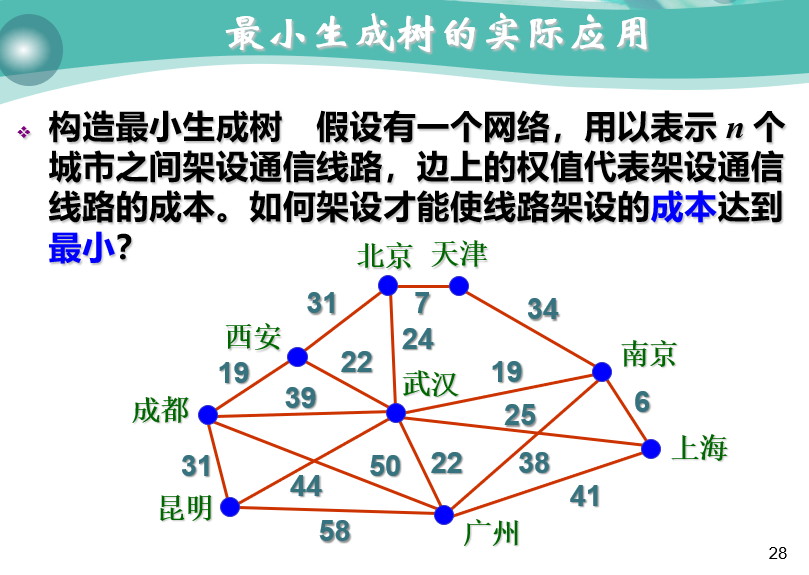 最小生成树的实际应用
构造最小生成树 假设有一个网络，用以表示 n 个
城市之间架设通信线路，边上的权值代表架设通信
线路的成本。如何架设才能使线路架设的成本达到
最小？
北京 天津
31 7 34
24
西安 22 南京
19 武汉 19
成都 39 25 6
上海
31 50 22 38
44 41
昆明 58 广州
28